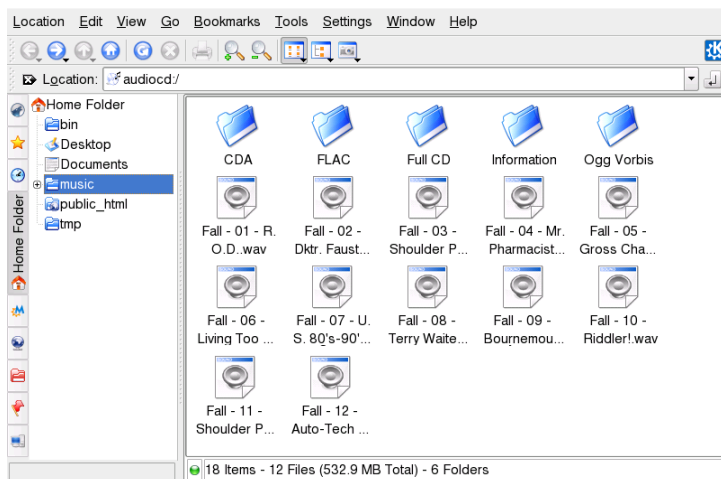 Location Edit View Go Bookmarks Tools Settings Window Help
Location: audiocd:/
Home Folder
Home Folder
bin
Desktop
Documents
music
public_html
tmp
CDA FLAC Full CD Information Ogg Vorbis
Fall - 01 - R. Fall - 02 - Fall - 03 - Fall - 04 - Mr. Fall - 05 -
O.D..wav Dktr. Faust... Shoulder P... Pharmacist... Gross Cha...
Fall - 06 - Fall - 07 - U. Fall - 08 - Fall - 09 - Fall - 10 -
Living Too ... S. 80's-90'... Terry Waite... Bournemou... Riddler!.wav
Fall - 11 - Fall - 12 -
Shoulder P... Auto-Tech ...
18 Items - 12 Files (532.9 MB Total) - 6 Folders